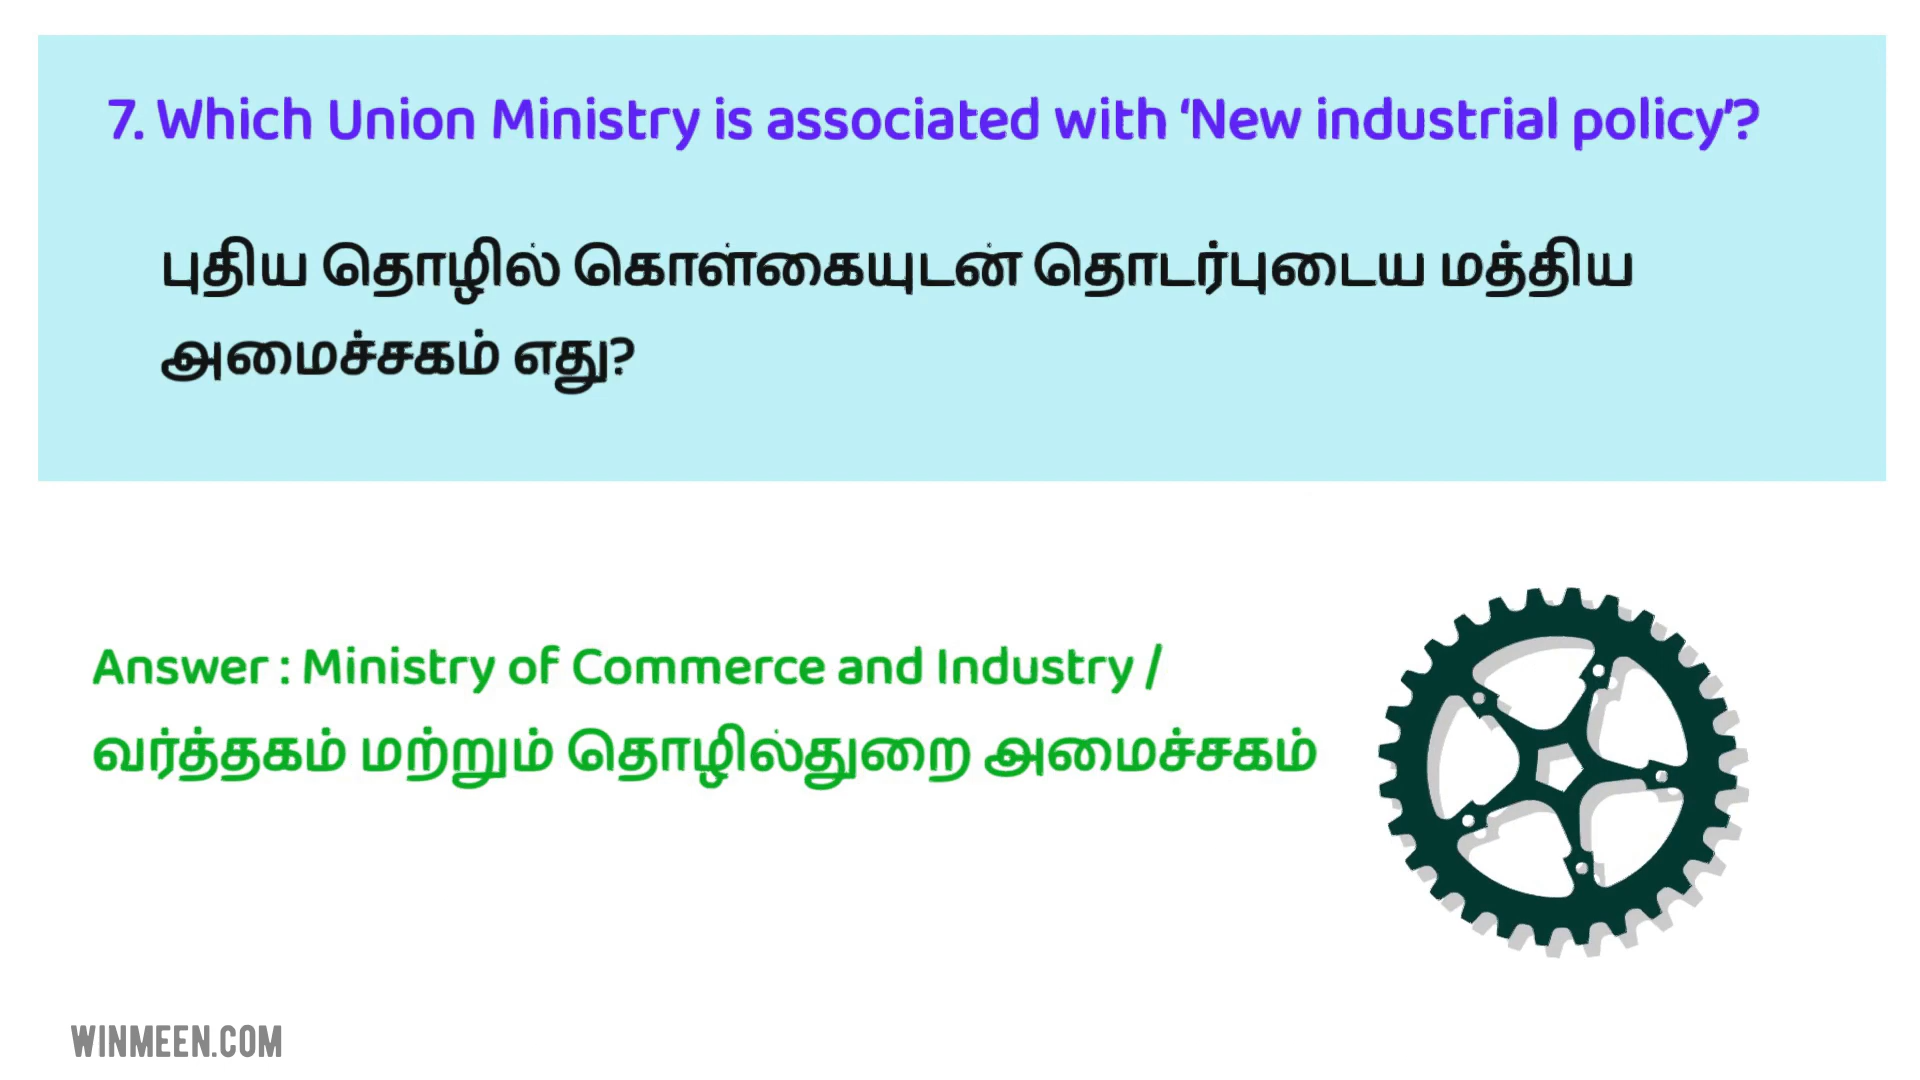 7. Which Union Ministry is associated with ‘New industrial policy’?
புதிய தொழில் கொள்கையுடன் தொடர்புடைய மத்திய
அமைச்சகம் எது?
Answer : Ministry of Commerce and Industry /
வர்த்தகம் மற்றும் தொழில்துறை அமைச்சகம்
WINMEEN.COM